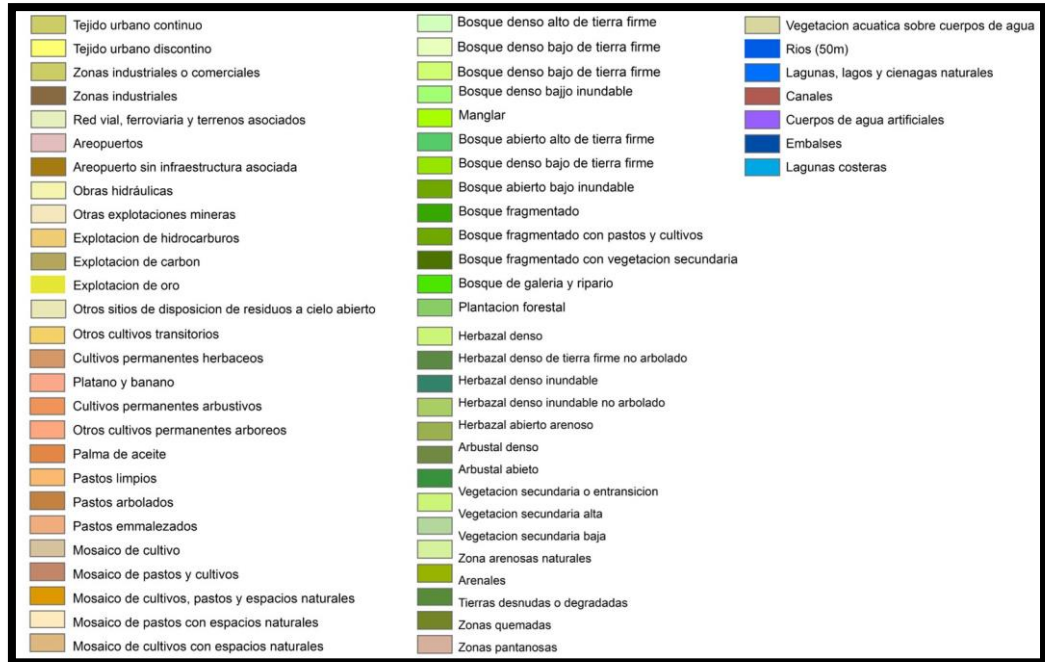 Tejido urbano continuo
Tejido urbano discontino
Zonas industriales o comerciales
Zonas industriales
Red vial, ferroviaria y terrenos asociados
Areopuertos
Areopuerto sin infraestructura asociada
Obras hidráulicas
Otras explotaciones mineras
Explotacion de hidrocarburos
Explotacion de carbon
Explotacion de oro
Otros sitios de disposicion de residuos a cielo abierto
Otros cultivos transitorios
Cultivos permanentes herbaceos
Platano y banano
Cultivos permanentes arbustivos
Otros cultivos permanentes arboreos
Palma de aceite
Pastos limpios
Pastos arbolados
Pastos emmalezados
Mosaico de cultivo
Mosaico de pastos y cultivos
Mosaico de cultivos, pastos y espacios naturales
Mosaico de pastos con espacios naturales
Mosaico de cultivos con espacios naturales
Bosque denso alto de tierra firme
Bosque denso bajo de tierra firme
Bosque denso bajo de tierra firme
Bosque denso bajjo inundable
Manglar
Bosque abierto alto de tierra firme
Bosque denso bajo de tierra firme
Bosque abierto bajo inundable
Bosque fragmentado
Bosque fragmentado con pastos y cultivos
Bosque fragmentado con vegetacion secundaria
Bosque de galeria y ripario
Plantacion forestal
Herbazal denso
Herbazal denso de tierra firme no arbolado
Herbazal denso inundable
Herbazal denso inundable no arbolado
Herbazal abierto arenoso
Arbustal denso
Arbustal abieto
Vegetacion secundaria o entransicion
Vegetacion secundaria alta
Vegetacion secundaria baja
Zona arenosas naturales
Arenales
Tierras desnudas o degradadas
Zonas quemadas
Zonas pantanosas
Vegetacion acuatica sobre cuerpos de agua
Rios (50m)
Lagunas, lagos y cienagas naturales
Canales
Cuerpos de agua artificiales
Embalses
Lagunas costeras